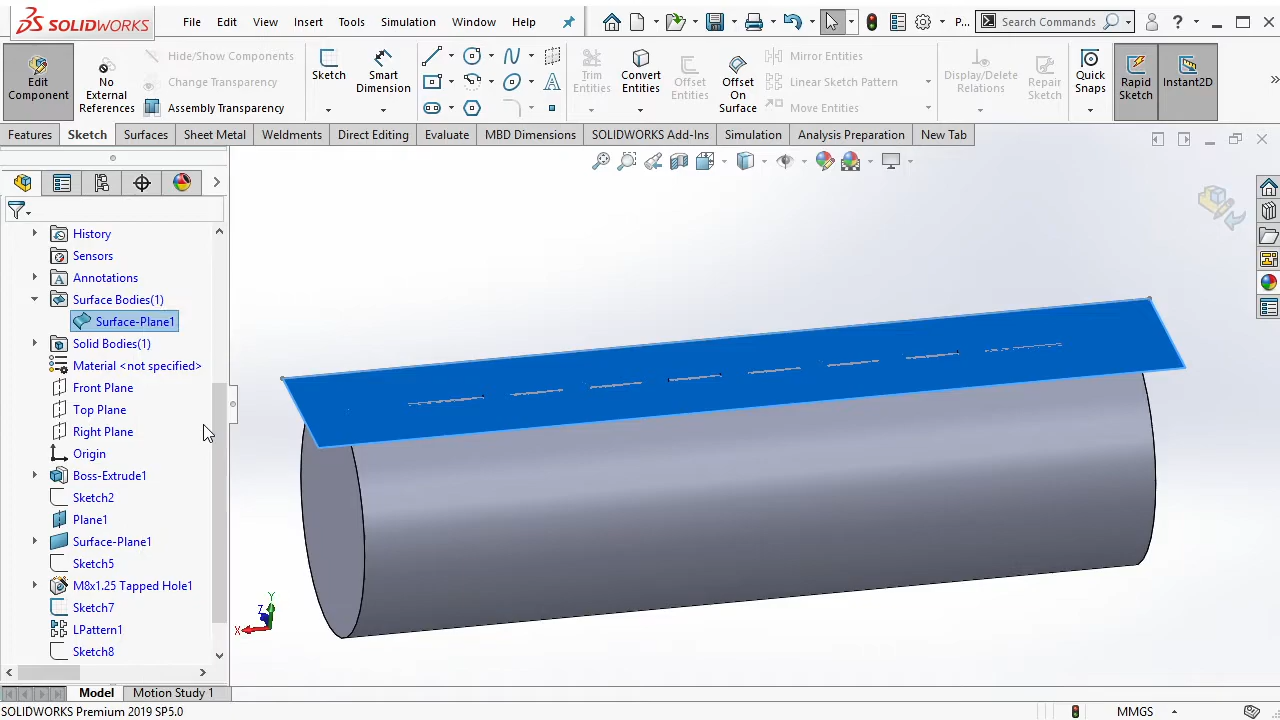 SOLIDWORKS
File Edit View Insert Tools Simulation Window Help P... Search Commands ?
Edit Component
No External References
Hide/Show Components
Change Transparency
Assembly Transparency
Sketch
Smart Dimension
Trim Entities
Convert Entities
Offset Entities
Offset On Surface
Mirror Entities
Linear Sketch Pattern
Move Entities
Display/Delete Relations
Repair Sketch
Quick Snaps
Rapid Sketch
Instant2D
Features Sketch Surfaces Sheet Metal Weldments Direct Editing Evaluate MBD Dimensions SOLIDWORKS Add-Ins Simulation Analysis Preparation New Tab
History
Sensors
Annotations
Surface Bodies(1)
Surface-Plane1
Solid Bodies(1)
Material <not specified>
Front Plane
Top Plane
Right Plane
Origin
Boss-Extrude1
Sketch2
Plane1
Surface-Plane1
Sketch5
M8x1.25 Tapped Hole1
Sketch7
LPattern1
Sketch8
Y
Z
X
Model Motion Study 1
SOLIDWORKS Premium 2019 SP5.0 MMGS